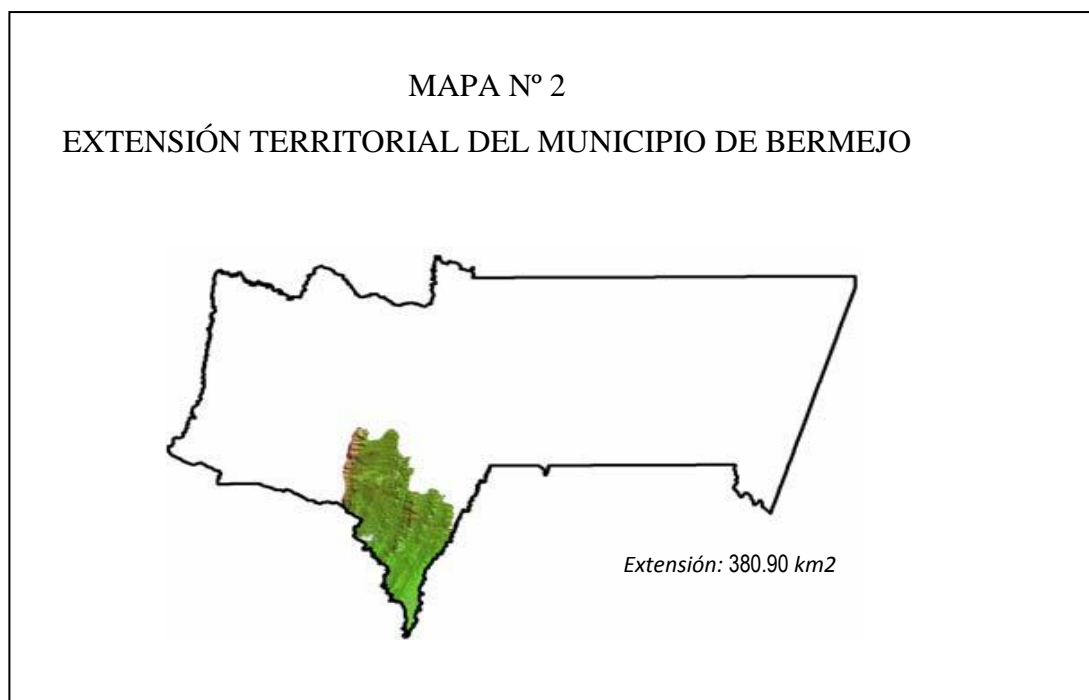 MAPA Nº 2
EXTENSIÓN TERRITORIAL DEL MUNICIPIO DE BERMEJO
Extensión: 380.90 km2